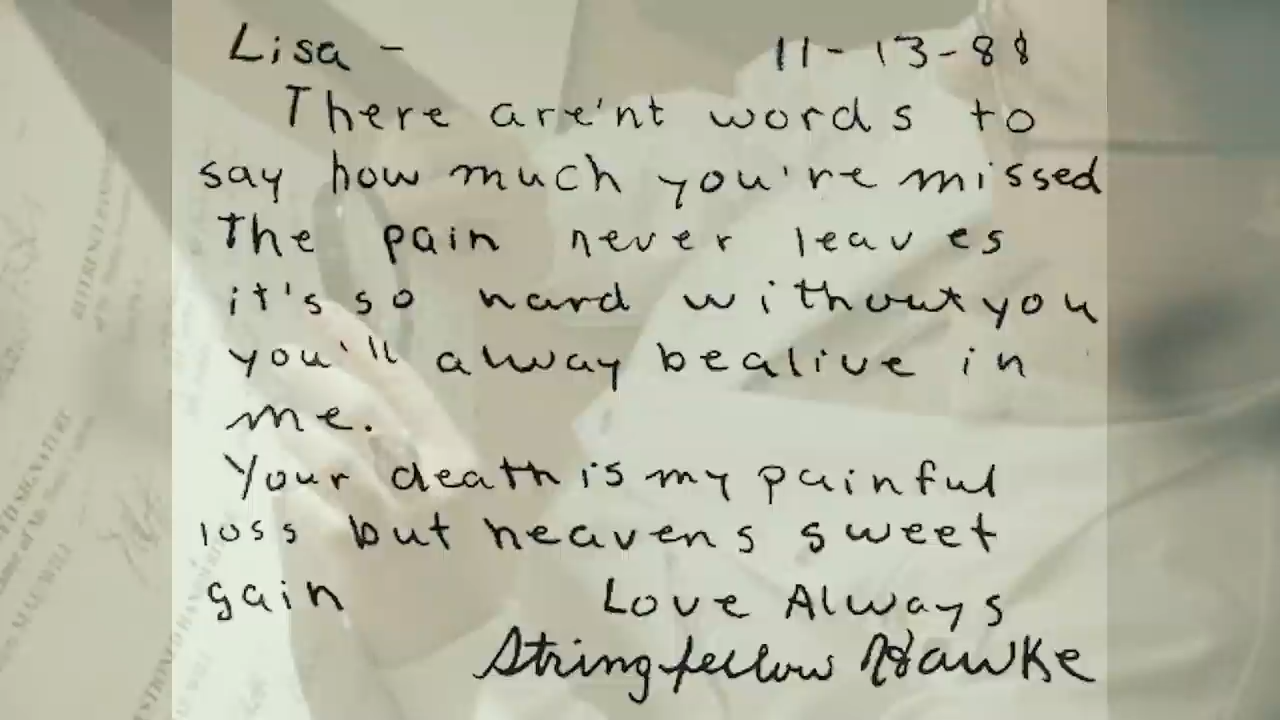 Lisa - 11-13-88
There are'nt words to
say how much you're missed
The pain never leaves
it's so hard without you
you'll alway be alive in
me.
Your death is my painful
loss but heavens sweet
gain Love Always
Stringfellow Hawke